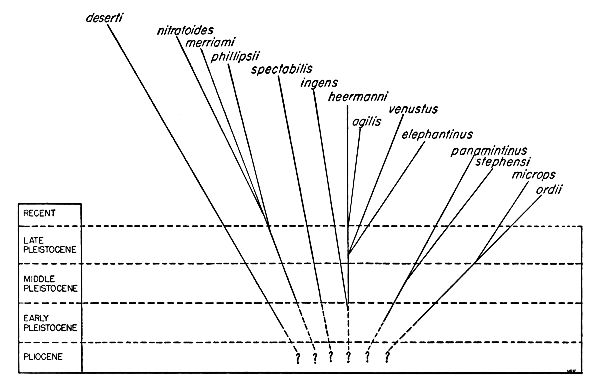 deserti
nitratoides
merriami
phillipsii
spectabilis
ingens
heermanni
agilis
venustus
elephantinus
panamintinus
stephensi
microps
ordii
RECENT
LATE
PLEISTOCENE
MIDDLE
PLEISTOCENE
EARLY
PLEISTOCENE
PLIOCENE
? ? ? ? ? ?